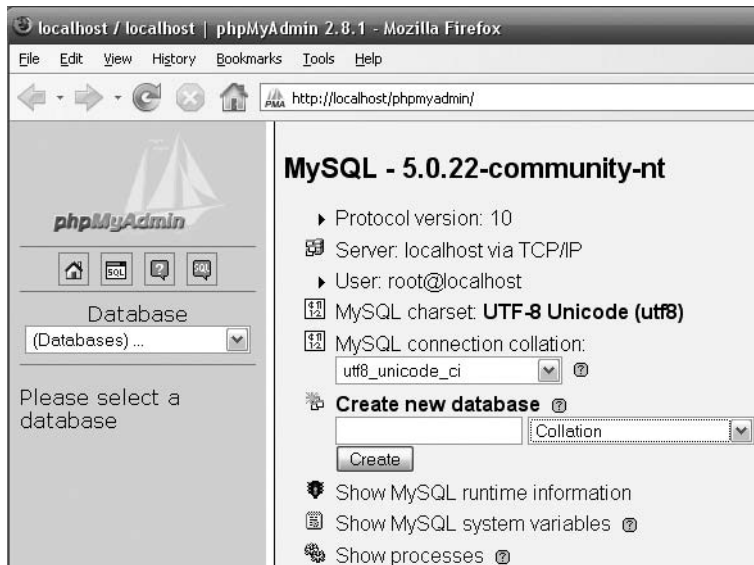 localhost / localhost | phpMyAdmin 2.8.1 - Mozilla Firefox
File Edit View History Bookmarks Tools Help
PMA http://localhost/phpmyadmin/
phpMyAdmin
SQL ? SQL
Database
(Databases) ...
Please select a
database
MySQL - 5.0.22-community-nt
Protocol version: 10
Server: localhost via TCP/IP
User: root@localhost
MySQL charset: UTF-8 Unicode (utf8)
MySQL connection collation:
utf8_unicode_ci ?
Create new database ?
Collation
Create
Show MySQL runtime information
Show MySQL system variables ?
Show processes ?